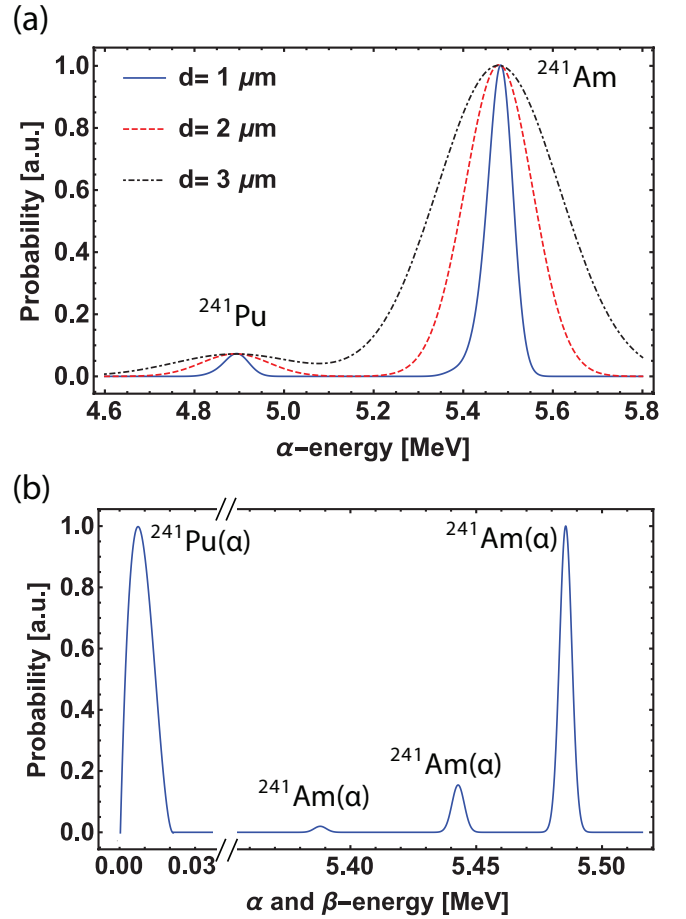 (a)
1.0
0.8
0.6
0.4
0.2
0.0
Probability [a.u.]
d= 1 μm
d= 2 μm
d= 3 μm
²⁴¹Am
²⁴¹Pu
4.6 4.8 5.0 5.2 5.4 5.6 5.8
α−energy [MeV]
(b)
1.0
0.8
0.6
0.4
0.2
0.0
Probability [a.u.]
²⁴¹Pu(α)
²⁴¹Am(α)
²⁴¹Am(α)
²⁴¹Am(α)
0.00 0.03 5.40 5.45 5.50
α and β−energy [MeV]